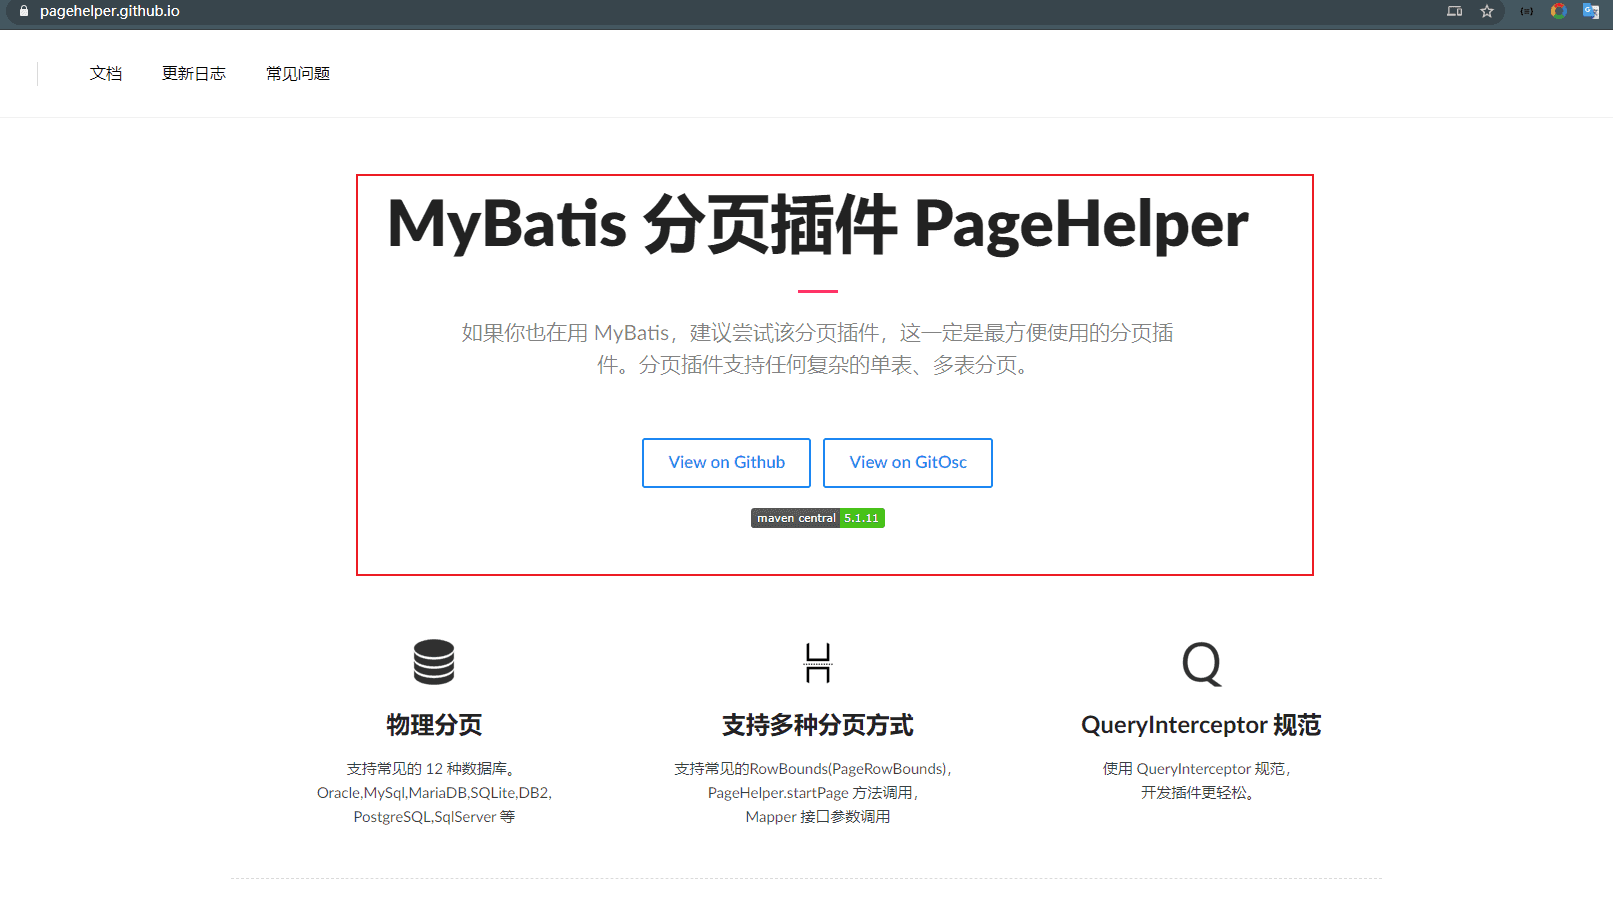 pagehelper.github.io
文档 更新日志 常见问题
MyBatis 分页插件 PageHelper
如果你也在用 MyBatis，建议尝试该分页插件，这一定是最方便使用的分页插
件。分页插件支持任何复杂的单表、多表分页。
View on Github View on GitOsc
maven central 5.1.11
物理分页
支持常见的 12 种数据库。
Oracle,MySql,MariaDB,SQLite,DB2,
PostgreSQL,SqlServer 等
支持多种分页方式
支持常见的RowBounds(PageRowBounds)，
PageHelper.startPage 方法调用，
Mapper 接口参数调用
Q
QueryInterceptor 规范
使用 QueryInterceptor 规范，
开发插件更轻松。